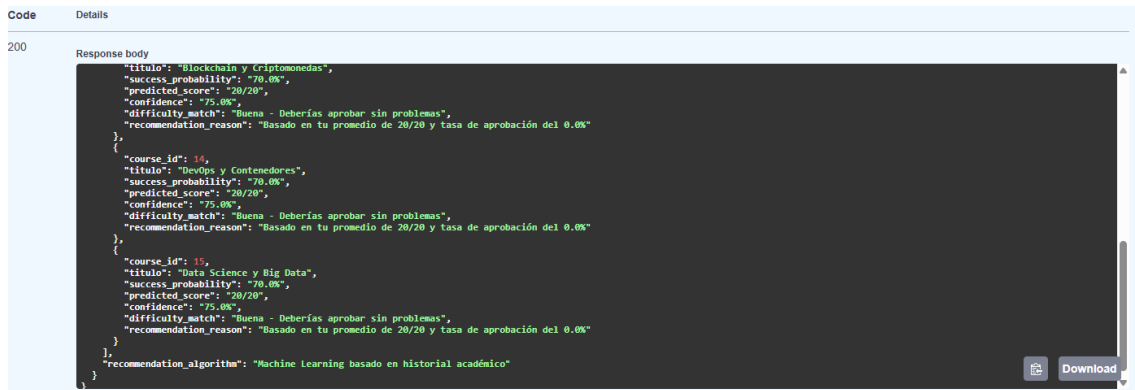 Code Details
200
Response body
"titulo": "Blockchain y Criptomonedas",
"success_probability": "70.0%",
"predicted_score": "20/20",
"confidence": "75.0%",
"difficulty_match": "Buena - Deberías aprobar sin problemas",
"recommendation_reason": "Basado en tu promedio de 20/20 y tasa de aprobación del 0.0%"
},
{
"course_id": 14,
"titulo": "DevOps y Contenedores",
"success_probability": "70.0%",
"predicted_score": "20/20",
"confidence": "75.0%",
"difficulty_match": "Buena - Deberías aprobar sin problemas",
"recommendation_reason": "Basado en tu promedio de 20/20 y tasa de aprobación del 0.0%"
},
{
"course_id": 15,
"titulo": "Data Science y Big Data",
"success_probability": "70.0%",
"predicted_score": "20/20",
"confidence": "75.0%",
"difficulty_match": "Buena - Deberías aprobar sin problemas",
"recommendation_reason": "Basado en tu promedio de 20/20 y tasa de aprobación del 0.0%"
}
],
"recommendation_algorithm": "Machine Learning basado en historial académico"
}
}
Download